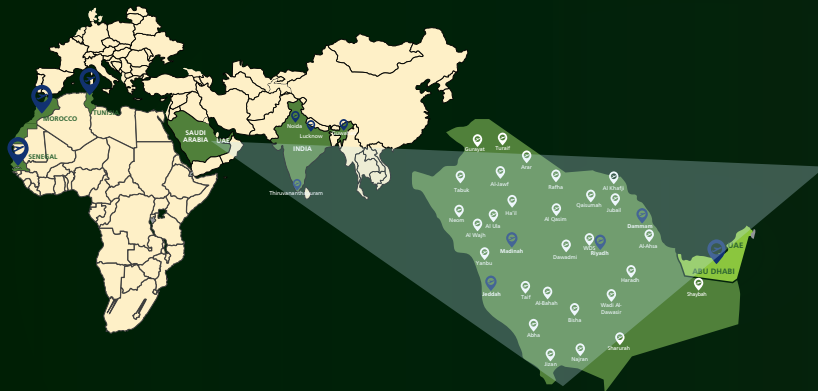 MOROCCO
TUNIS
SENEGAL
SAUDI
ARABIA
UAE
Noida
Lucknow
INDIA
Thiruvananthapuram
Gurayat
Turaif
Arar
Tabuk
Al-Jawf
Rafha
Al Khafji
Qaisumah
Jubail
Neom
Al Ula
Ha'il
Al Qasim
Dammam
Al Wajh
Madinah
WDS
Riyadh
Al-Ahsa
Yanbu
Dawadmi
UAE
ABU DHABI
Haradh
Jeddah
Taif
Al-Bahah
Wadi Al-
Dawasir
Shaybah
Bisha
Abha
Sharurah
Jizan
Najran